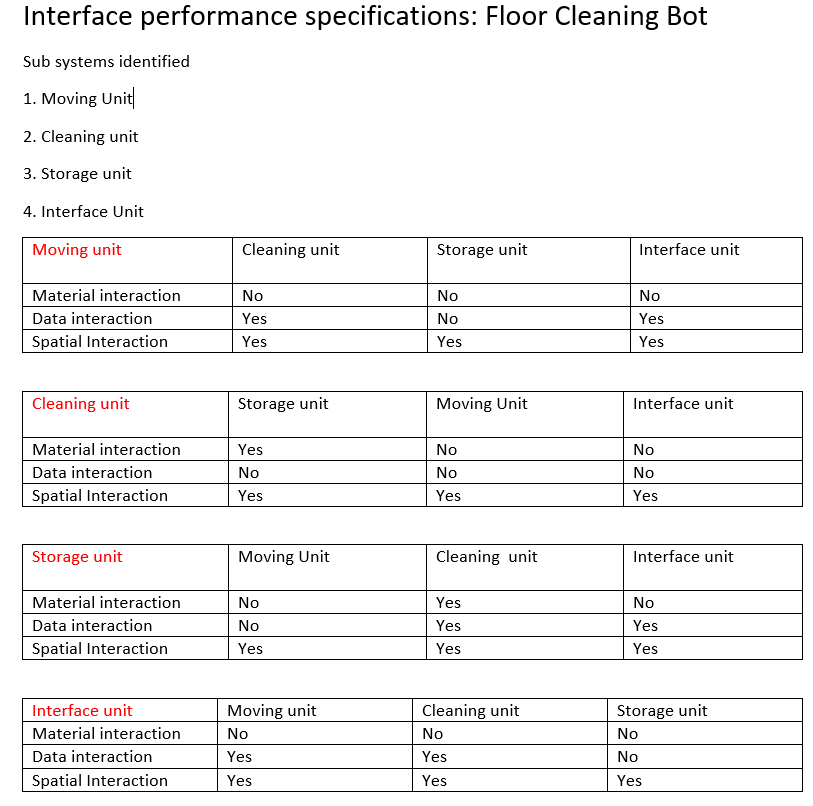 Interface performance specifications: Floor Cleaning Bot
Sub systems identified
1. Moving Unit
2. Cleaning unit
3. Storage unit
4. Interface Unit
Moving unit Cleaning unit Storage unit Interface unit
Material interaction No No No
Data interaction Yes No Yes
Spatial Interaction Yes Yes Yes
Cleaning unit Storage unit Moving Unit Interface unit
Material interaction Yes No No
Data interaction No No No
Spatial Interaction Yes Yes Yes
Storage unit Moving Unit Cleaning  unit Interface unit
Material interaction No Yes No
Data interaction No Yes Yes
Spatial Interaction Yes Yes Yes
Interface unit Moving unit Cleaning unit Storage unit
Material interaction No No No
Data interaction Yes Yes No
Spatial Interaction Yes Yes Yes